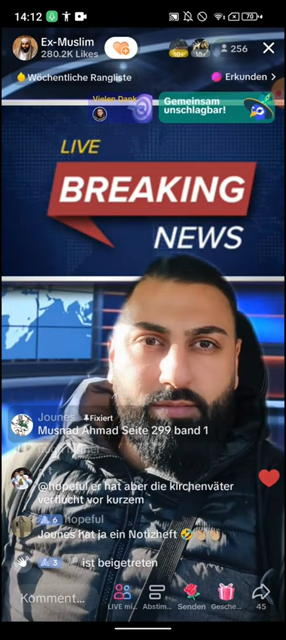 14:12
70
Ex-Muslim
280.2K Likes
256
Wöchentliche Rangliste
Erkunden >
Vielen Dank
Gemeinsam
unschlagbar!
LIVE
BREAKING
NEWS
Jounes Fixiert
Musnad Ahmad Seite 299 band 1
@hopeful er hat aber die kirchenväter
verflucht vor kurzem
6 hopeful
Jounes hat ja ein Notizheft 🤣👏🏼👏🏼
3 ist beigetreten
Komment...
LIVE mi...
Abstim...
Senden
Gesche...
45